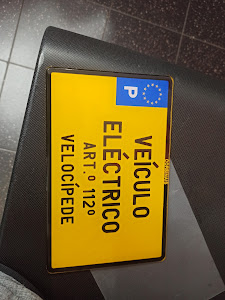 P
VEÍCULO
ELÉCTRICO
ART.º 112º
VELOCÍPEDE